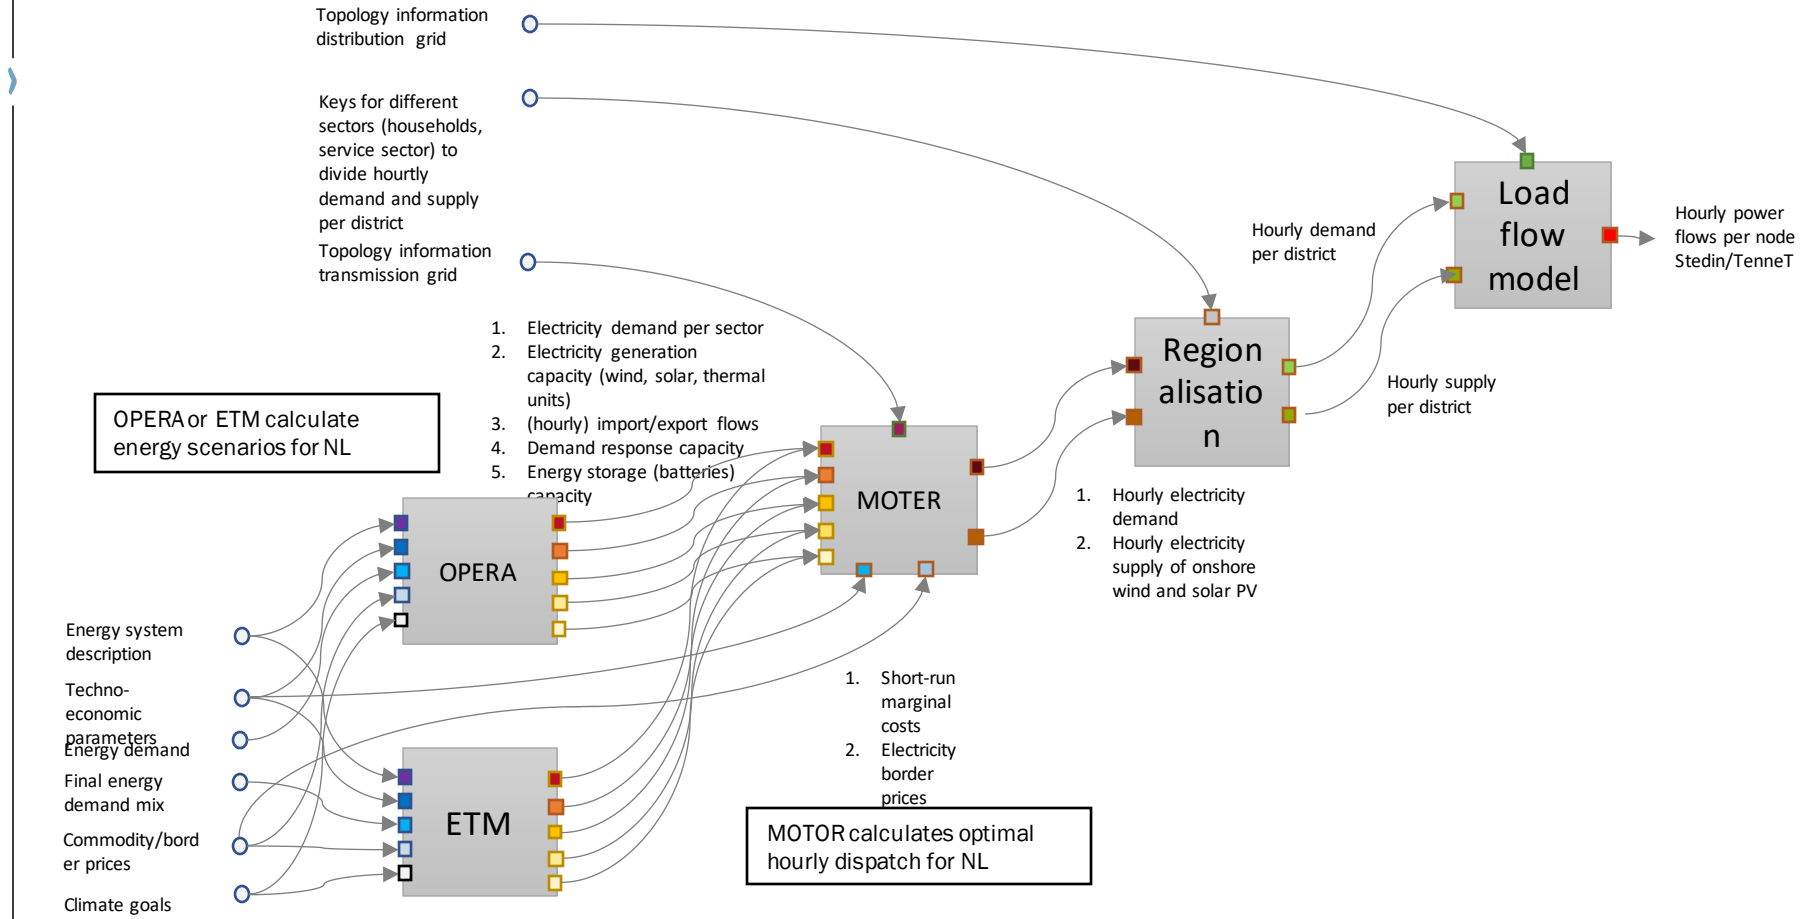 Topology information
distribution grid
Keys for different
sectors (households,
service sector) to
divide hourtly
demand and supply
per district
Topology information
transmission grid
1. Electricity demand per sector
2. Electricity generation
capacity (wind, solar, thermal
units)
3. (hourly) import/export flows
4. Demand response capacity
5. Energy storage (batteries)
capacity
OPERA or ETM calculate
energy scenarios for NL
OPERA
MOTER
Region
alisatio
n
Load
flow
model
Hourly demand
per district
Hourly supply
per district
Hourly power
flows per node
Stedin/TenneT
1. Hourly electricity
demand
2. Hourly electricity
supply of onshore
wind and solar PV
Energy system
description
Techno-
economic
parameters
Energy demand
Final energy
demand mix
Commodity/bord
er prices
Climate goals
ETM
1. Short-run
marginal
costs
2. Electricity
border
prices
MOTOR calculates optimal
hourly dispatch for NL